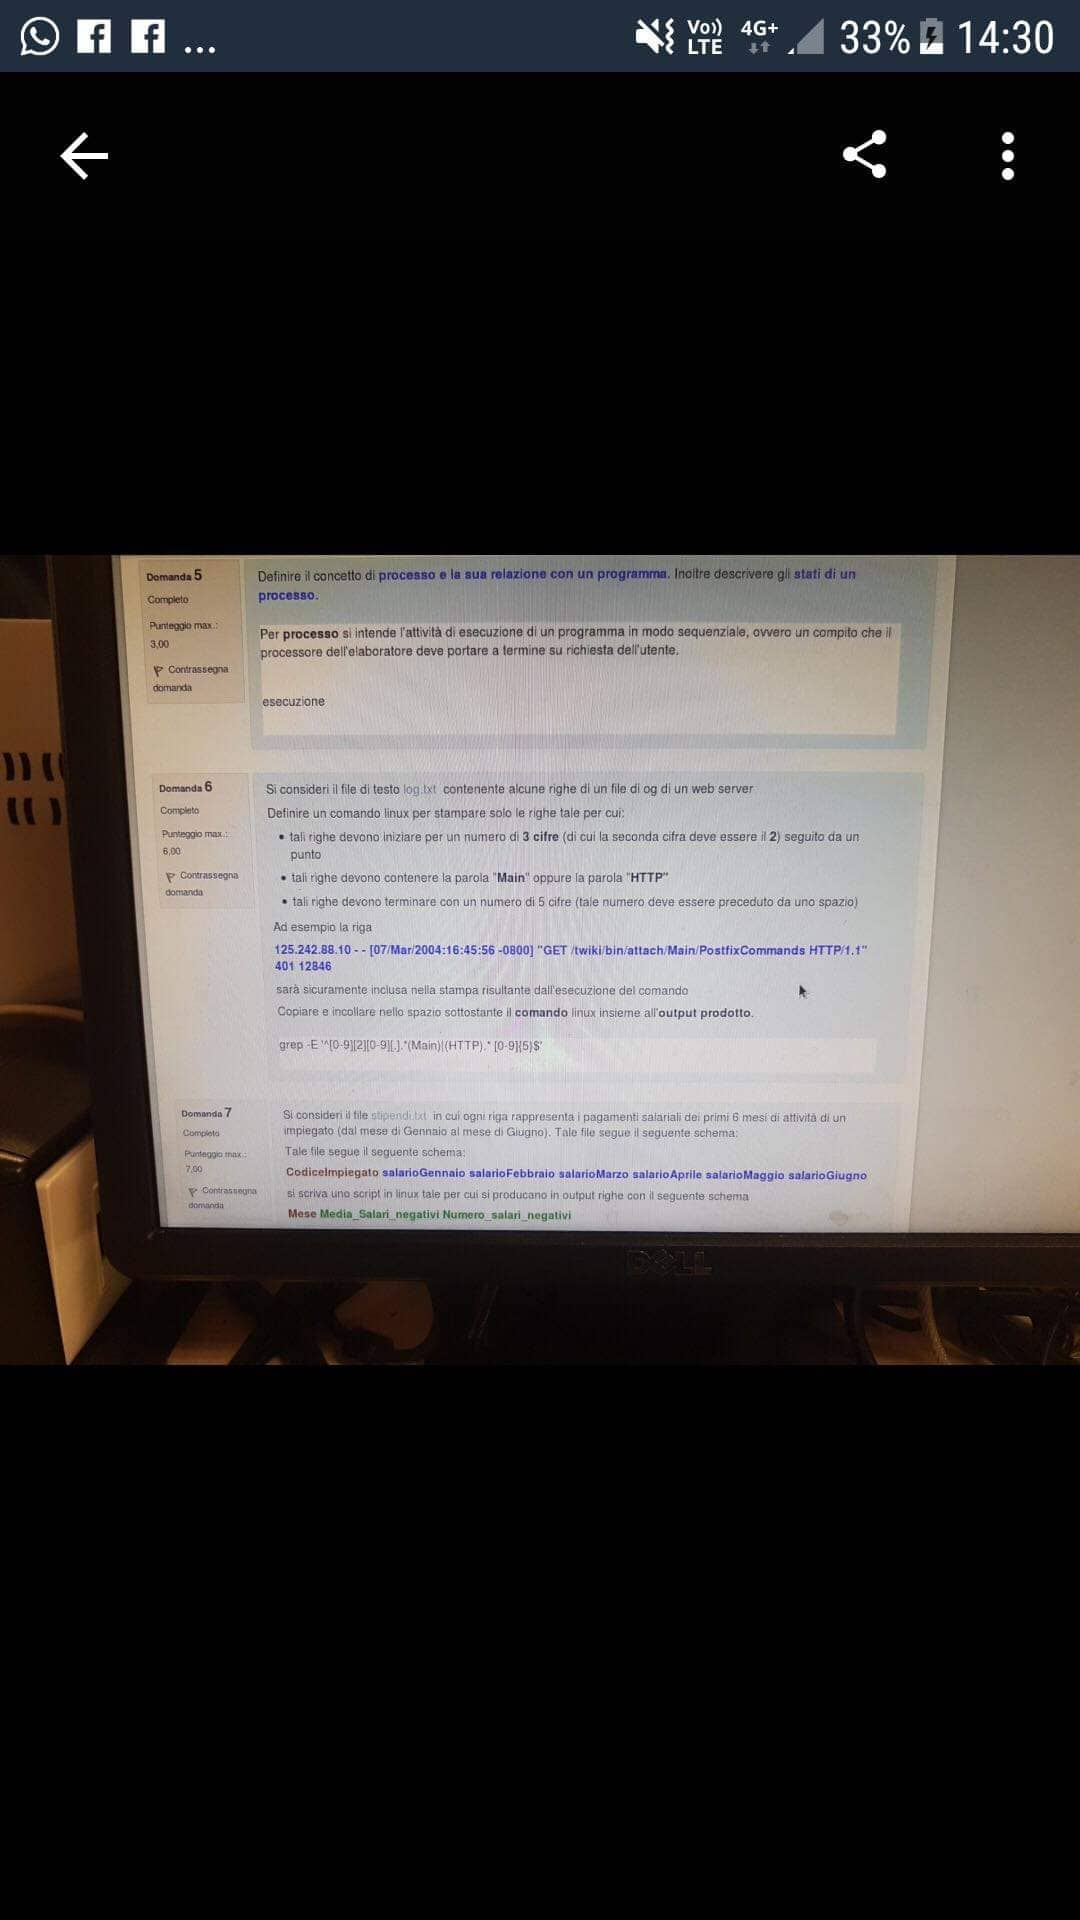 Vo)) LTE 4G+ 33% 14:30
Domanda 5
Completo
Punteggio max.:
3,00
Contrassegna
domanda
Definire il concetto di processo e la sua relazione con un programma. Inoltre descrivere gli stati di un
processo.
Per processo si intende l'attività di esecuzione di un programma in modo sequenziale, ovvero un compito che il
processore dell'elaboratore deve portare a termine su richiesta dell'utente.
esecuzione
Domanda 6
Completo
Punteggio max.:
6,00
Contrassegna
domanda
Si consideri il file di testo log.txt contenente alcune righe di un file di og di un web server
Definire un comando linux per stampare solo le righe tale per cui:
• tali righe devono iniziare per un numero di 3 cifre (di cui la seconda cifra deve essere il 2) seguito da un
punto
• tali righe devono contenere la parola "Main" oppure la parola "HTTP"
• tali righe devono terminare con un numero di 5 cifre (tale numero deve essere preceduto da uno spazio)
Ad esempio la riga
125.242.88.10 - - [07/Mar/2004:16:45:56 -0800] "GET /twiki/bin/attach/Main/PostfixCommands HTTP/1.1"
401 12846
sarà sicuramente inclusa nella stampa risultante dall'esecuzione del comando
Copiare e incollare nello spazio sottostante il comando linux insieme all'output prodotto.
grep -E '^[0-9][2][0-9][.].*(Main)|(HTTP).* [0-9]{5}$'
Domanda 7
Completo
Punteggio max.:
7,00
Contrassegna
domanda
Si consideri il file stipendi.txt in cui ogni riga rappresenta i pagamenti salariali dei primi 6 mesi di attività di un
impiegato (dal mese di Gennaio al mese di Giugno). Tale file segue il seguente schema:
Tale file segue il seguente schema:
CodiceImpiegato salarioGennaio salarioFebbraio salarioMarzo salarioAprile salarioMaggio salarioGiugno
si scriva uno script in linux tale per cui si producano in output righe con il seguente schema
Mese Media_Salari_negativi Numero_salari_negativi
DELL